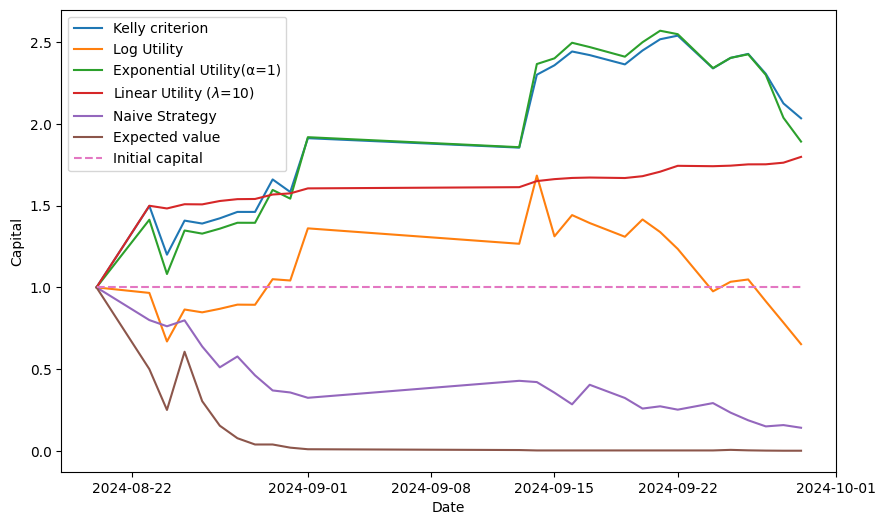 Kelly criterion
Log Utility
Exponential Utility(α=1)
Linear Utility (λ=10)
Naive Strategy
Expected value
Initial capital
Capital
2.5
2.0
1.5
1.0
0.5
0.0
2024-08-22
2024-09-01
2024-09-08
2024-09-15
2024-09-22
2024-10-01
Date